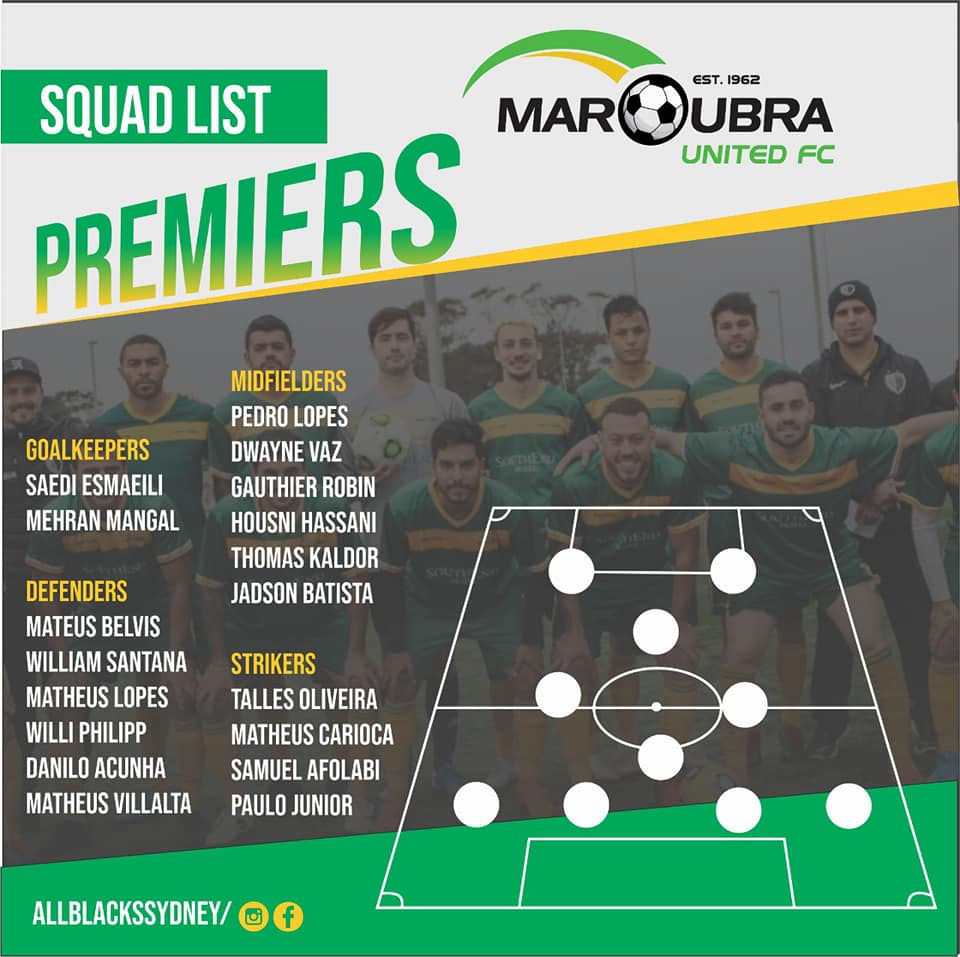 SQUAD LIST
PREMIERS
EST. 1962
MAROUBRA
UNITED FC
GOALKEEPERS
SAEDI ESMAEILI
MEHRAN MANGAL
DEFENDERS
MATEUS BELVIS
WILLIAM SANTANA
MATHEUS LOPES
WILLI PHILIPP
DANILO ACUNHA
MATHEUS VILLALTA
MIDFIELDERS
PEDRO LOPES
DWAYNE VAZ
GAUTHIER ROBIN
HOUSNI HASSANI
THOMAS KALDOR
JADSON BATISTA
STRIKERS
TALLES OLIVEIRA
MATHEUS CARIOCA
SAMUEL AFOLABI
PAULO JUNIOR
ALLBLACKSSYDNEY/